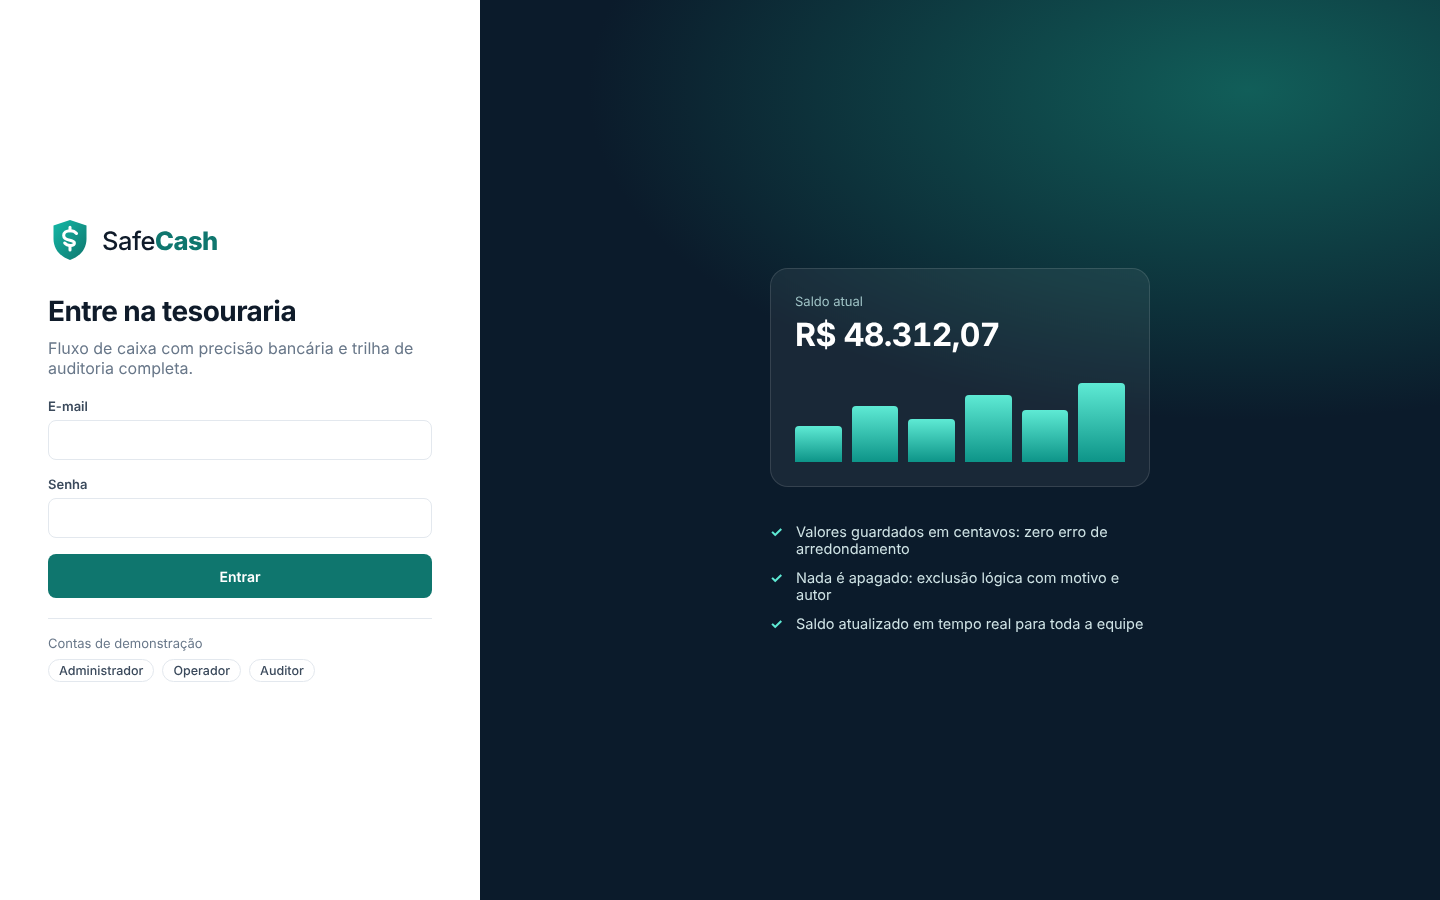 SafeCash
Entre na tesouraria
Fluxo de caixa com precisão bancária e trilha de
auditoria completa.
E-mail
Senha
Entrar
Contas de demonstração
Administrador
Operador
Auditor
Saldo atual
R$ 48.312,07
Valores guardados em centavos: zero erro de
arredondamento
Nada é apagado: exclusão lógica com motivo e
autor
Saldo atualizado em tempo real para toda a equipe